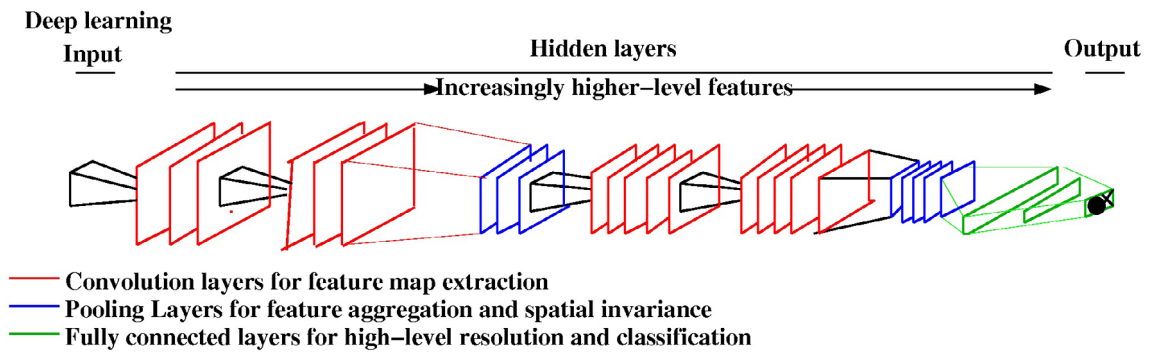 Deep learning
Input
Hidden layers
Output
Increasingly higher-level features
Convolution layers for feature map extraction
Pooling Layers for feature aggregation and spatial invariance
Fully connected layers for high-level resolution and classification